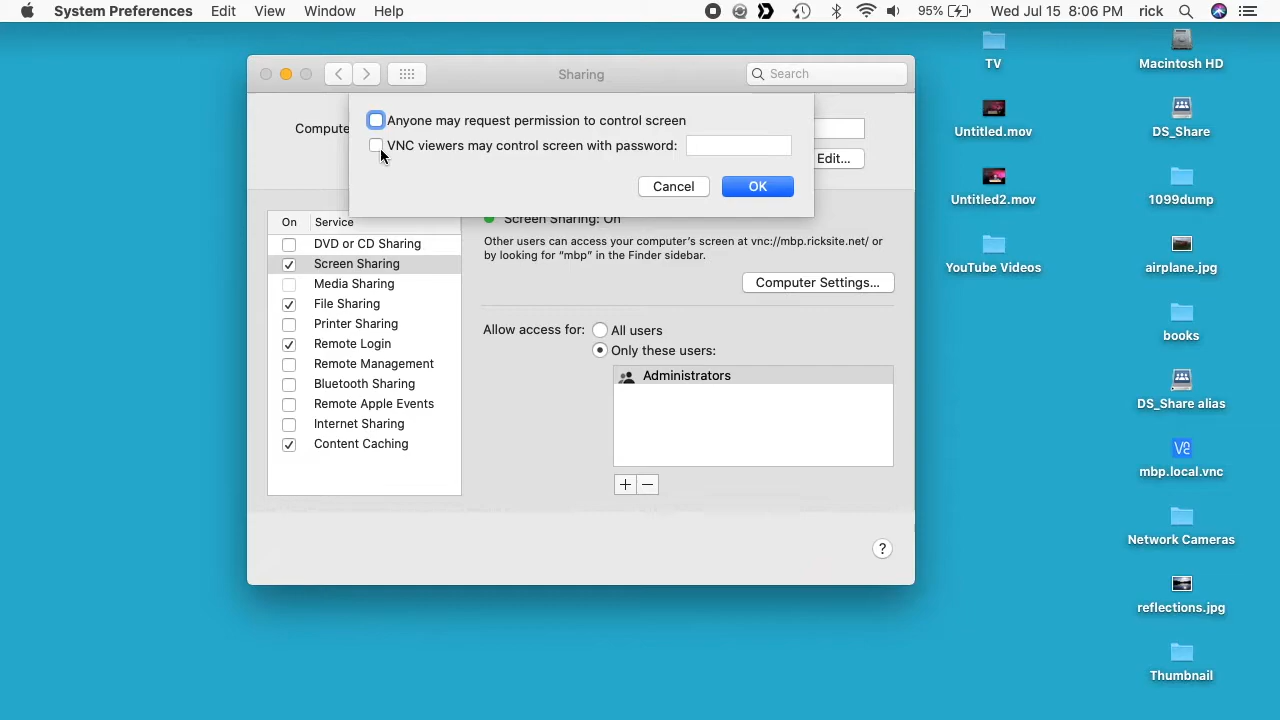 System Preferences Edit View Window Help 95% Wed Jul 15 8:06 PM rick
Sharing
Search
Anyone may request permission to control screen
Compute
VNC viewers may control screen with password:
Edit...
Cancel
OK
On Service
DVD or CD Sharing
Screen Sharing
Media Sharing
File Sharing
Printer Sharing
Remote Login
Remote Management
Bluetooth Sharing
Remote Apple Events
Internet Sharing
Content Caching
Screen Sharing: On
Other users can access your computer's screen at vnc://mbp.ricksite.net/ or
by looking for “mbp” in the Finder sidebar.
Computer Settings...
Allow access for: All users
Only these users:
Administrators
+ −
?
TV
Untitled.mov
Untitled2.mov
YouTube Videos
Macintosh HD
DS_Share
1099dump
airplane.jpg
books
DS_Share alias
V2
mbp.local.vnc
Network Cameras
reflections.jpg
Thumbnail